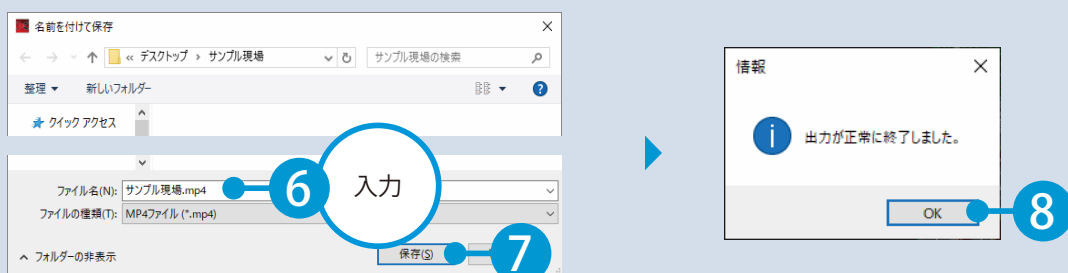 名前を付けて保存
« デスクトップ › サンプル現場
サンプル現場の検索
整理
新しいフォルダー
クイック アクセス
ファイル名(N):
サンプル現場.mp4
ファイルの種類(T):
MP4ファイル (*.mp4)
6
入力
フォルダーの非表示
保存(S)
7
情報
出力が正常に終了しました。
OK
8